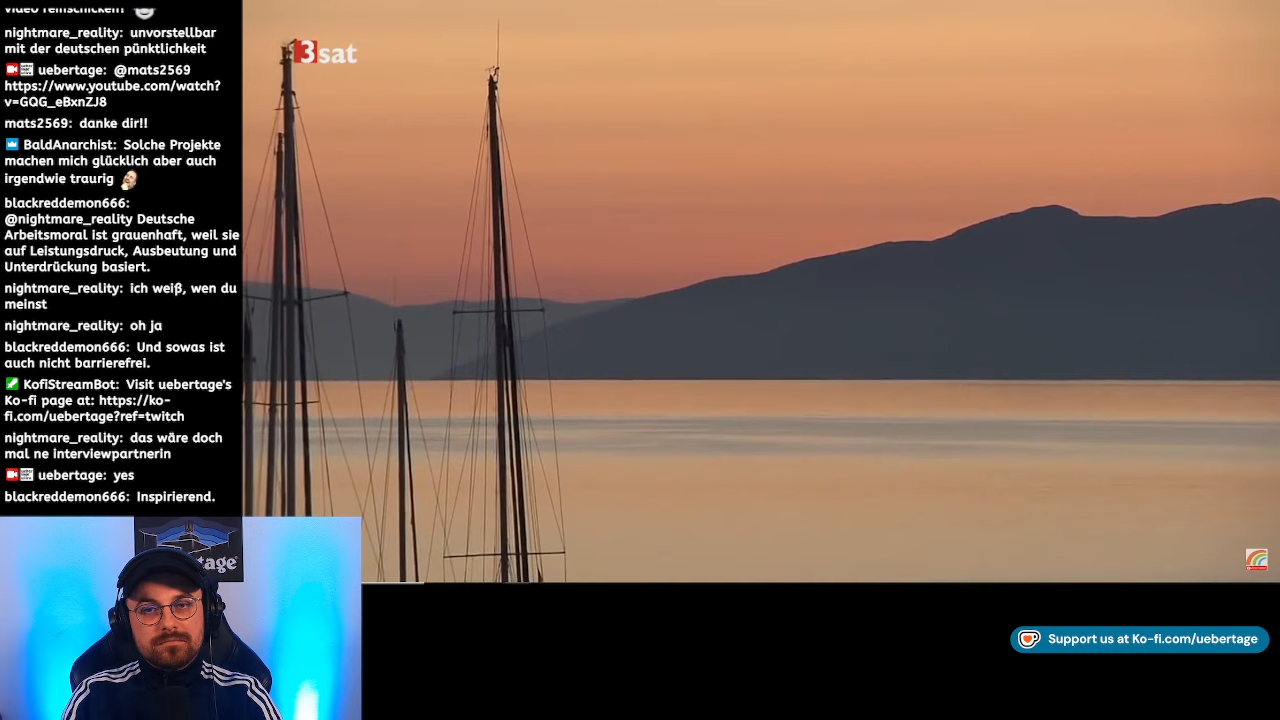 video reinschicken!
nightmare_reality: unvorstellbar
mit der deutschen pünktlichkeit
uebertage: @mats2569
https://www.youtube.com/watch?
v=GQG_eBxnZJ8
mats2569: danke dir!!
BaldAnarchist: Solche Projekte
machen mich glücklich aber auch
irgendwie traurig
blackreddemon666:
@nightmare_reality Deutsche
Arbeitsmoral ist grauenhaft, weil sie
auf Leistungsdruck, Ausbeutung und
Unterdrückung basiert.
nightmare_reality: ich weiß, wen du
meinst
nightmare_reality: oh ja
blackreddemon666: Und sowas ist
auch nicht barrierefrei.
KofiStreamBot: Visit uebertage's
Ko-fi page at: https://ko-
fi.com/uebertage?ref=twitch
nightmare_reality: das wäre doch
mal ne interviewpartnerin
uebertage: yes
blackreddemon666: Inspirierend.
3sat
tage
Support us at Ko-fi.com/uebertage